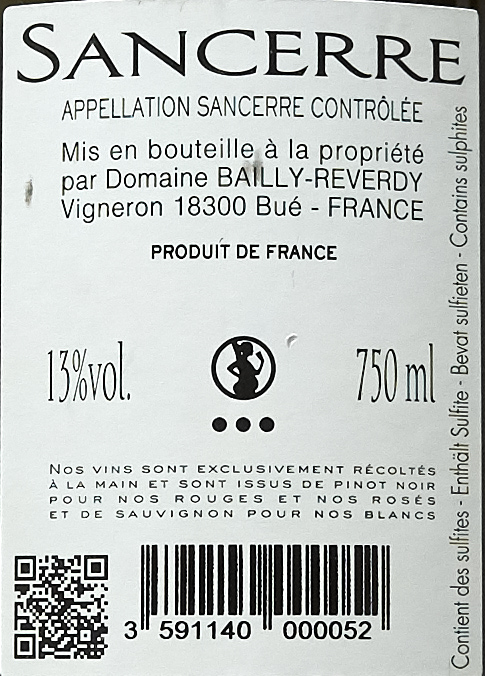 SANCERRE
APPELLATION SANCERRE CONTRÔLÉE
Mis en bouteille à la propriété
par Domaine BAILLY-REVERDY
Vigneron 18300 Bué - FRANCE
PRODUIT DE FRANCE
13%vol.
750 ml
NOS VINS SONT EXCLUSIVEMENT RÉCOLTÉS
À LA MAIN ET SONT ISSUS DE PINOT NOIR
POUR NOS ROUGES ET NOS ROSÉS
ET DE SAUVIGNON POUR NOS BLANCS
3 591140 000052
Contient des sulfites - Enthält Sulfite - Bevat sulfieten - Contains sulphites